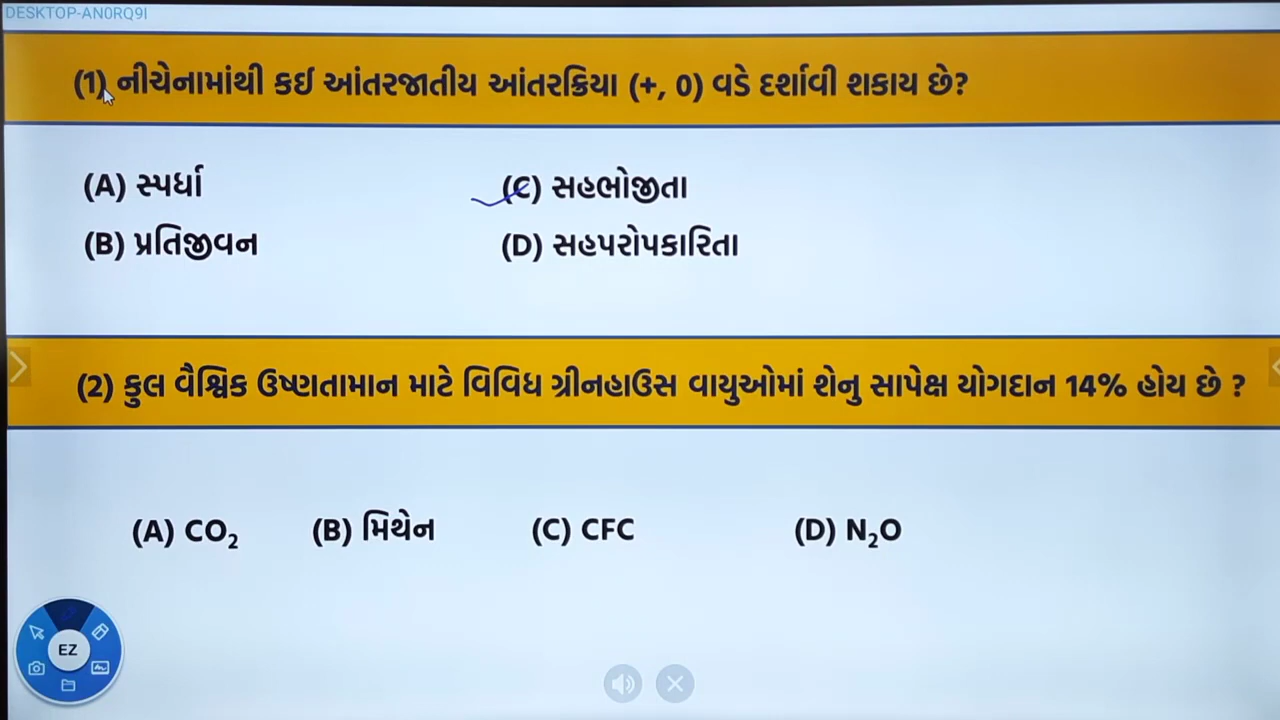 DESKTOP-AN0RQ9I
(1) નીચેનામાંથી કઈ આંતરજાતીય આંતરક્રિયા (+, 0) વડે દર્શાવી શકાય છે?
(A) સ્પર્ધા
(C) સહભોજીતા
(B) પ્રતિજીવન
(D) સહપરોપકારિતા
(2) કુલ વૈશ્વિક ઉષ્ણતામાન માટે વિવિધ ગ્રીનહાઉસ વાયુઓમાં શેનુ સાપેક્ષ યોગદાન 14% હોય છે ?
(A) CO₂ (B) મિથેન (C) CFC (D) N₂O
EZ